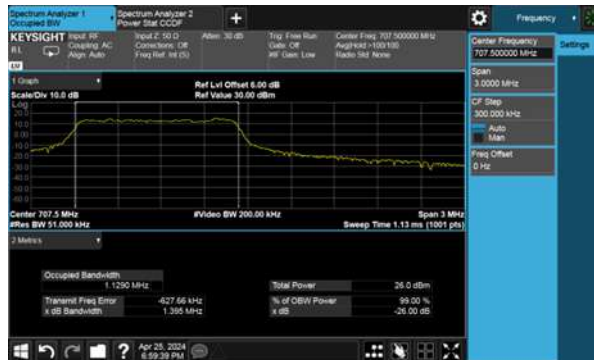 Spectrum Analyzer 1
Occupied BW
Spectrum Analyzer 2
Power Stat CCDF
+
Frequency
KEYSIGHT
Input: RF
Input Z: 50 Ω
Atten: 30 dB
Trig: Free Run
Center Freq: 707.500000 MHz
RL
Coupling: AC
Corrections: Off
Gate: Off
Avg|Hold >100/100
Align: Auto
Freq Ref: Int (S)
#IF Gain: Low
Radio Std: None
Center Frequency
707.500000 MHz
Settings
Span
3.0000 MHz
CF Step
300.000 kHz
Auto
Man
Freq Offset
0 Hz
1 Graph
Scale/Div 10.0 dB
Ref Lvl Offset 6.00 dB
Ref Value 30.00 dBm
Log
20.0
10.0
0.00
Center 707.5 MHz
#Video BW 200.00 kHz
Span 3 MHz
#Res BW 51.000 kHz
Sweep Time 1.13 ms (1001 pts)
2 Metrics
Occupied Bandwidth
1.1290 MHz
Total Power
26.0 dBm
Transmit Freq Error
-627.66 kHz
% of OBW Power
99.00 %
x dB Bandwidth
1.395 MHz
x dB
-26.00 dB
?
Apr 25, 2024
6:59:39 PM